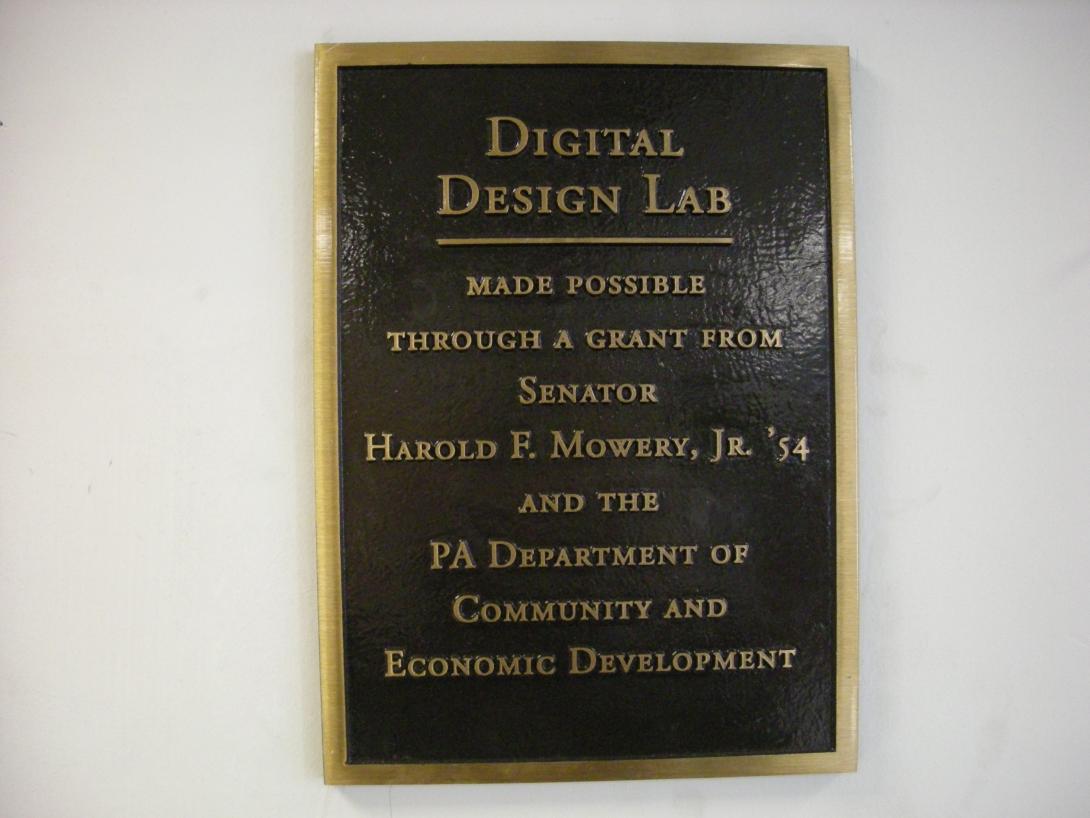 Digital
Design Lab
made possible
through a grant from
Senator
Harold F. Mowery, Jr. ’54
and the
PA Department of
Community and
Economic Development